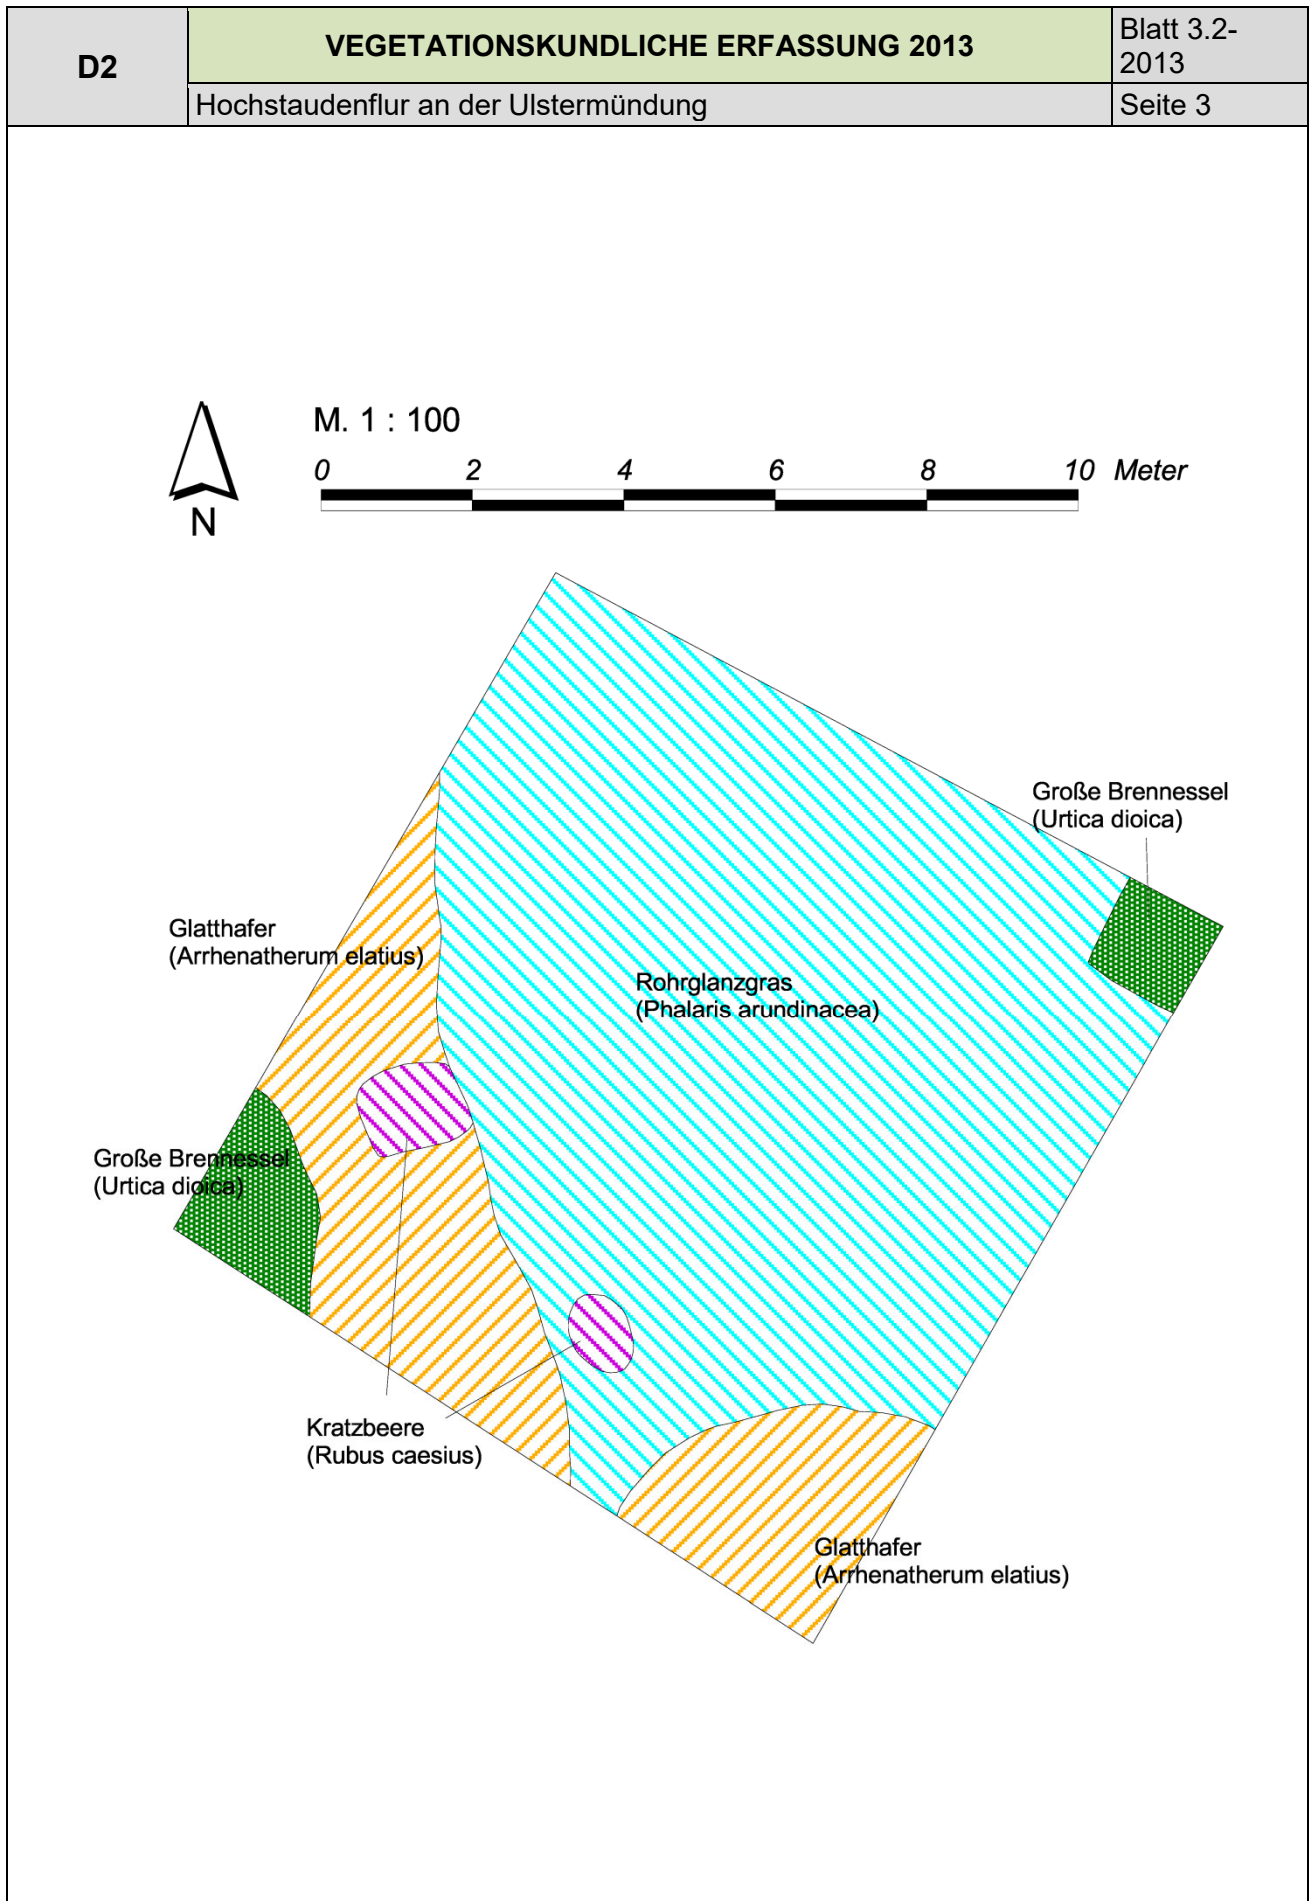 D2
VEGETATIONSKUNDLICHE ERFASSUNG 2013
Blatt 3.2-
2013
Hochstaudenflur an der Ulstermündung
Seite 3
M. 1 : 100
0 2 4 6 8 10 Meter
N
Große Brennessel
(Urtica dioica)
Glatthafer
(Arrhenatherum elatius)
Rohrglanzgras
(Phalaris arundinacea)
Große Brennessel
(Urtica dioica)
Kratzbeere
(Rubus caesius)
Glatthafer
(Arrhenatherum elatius)